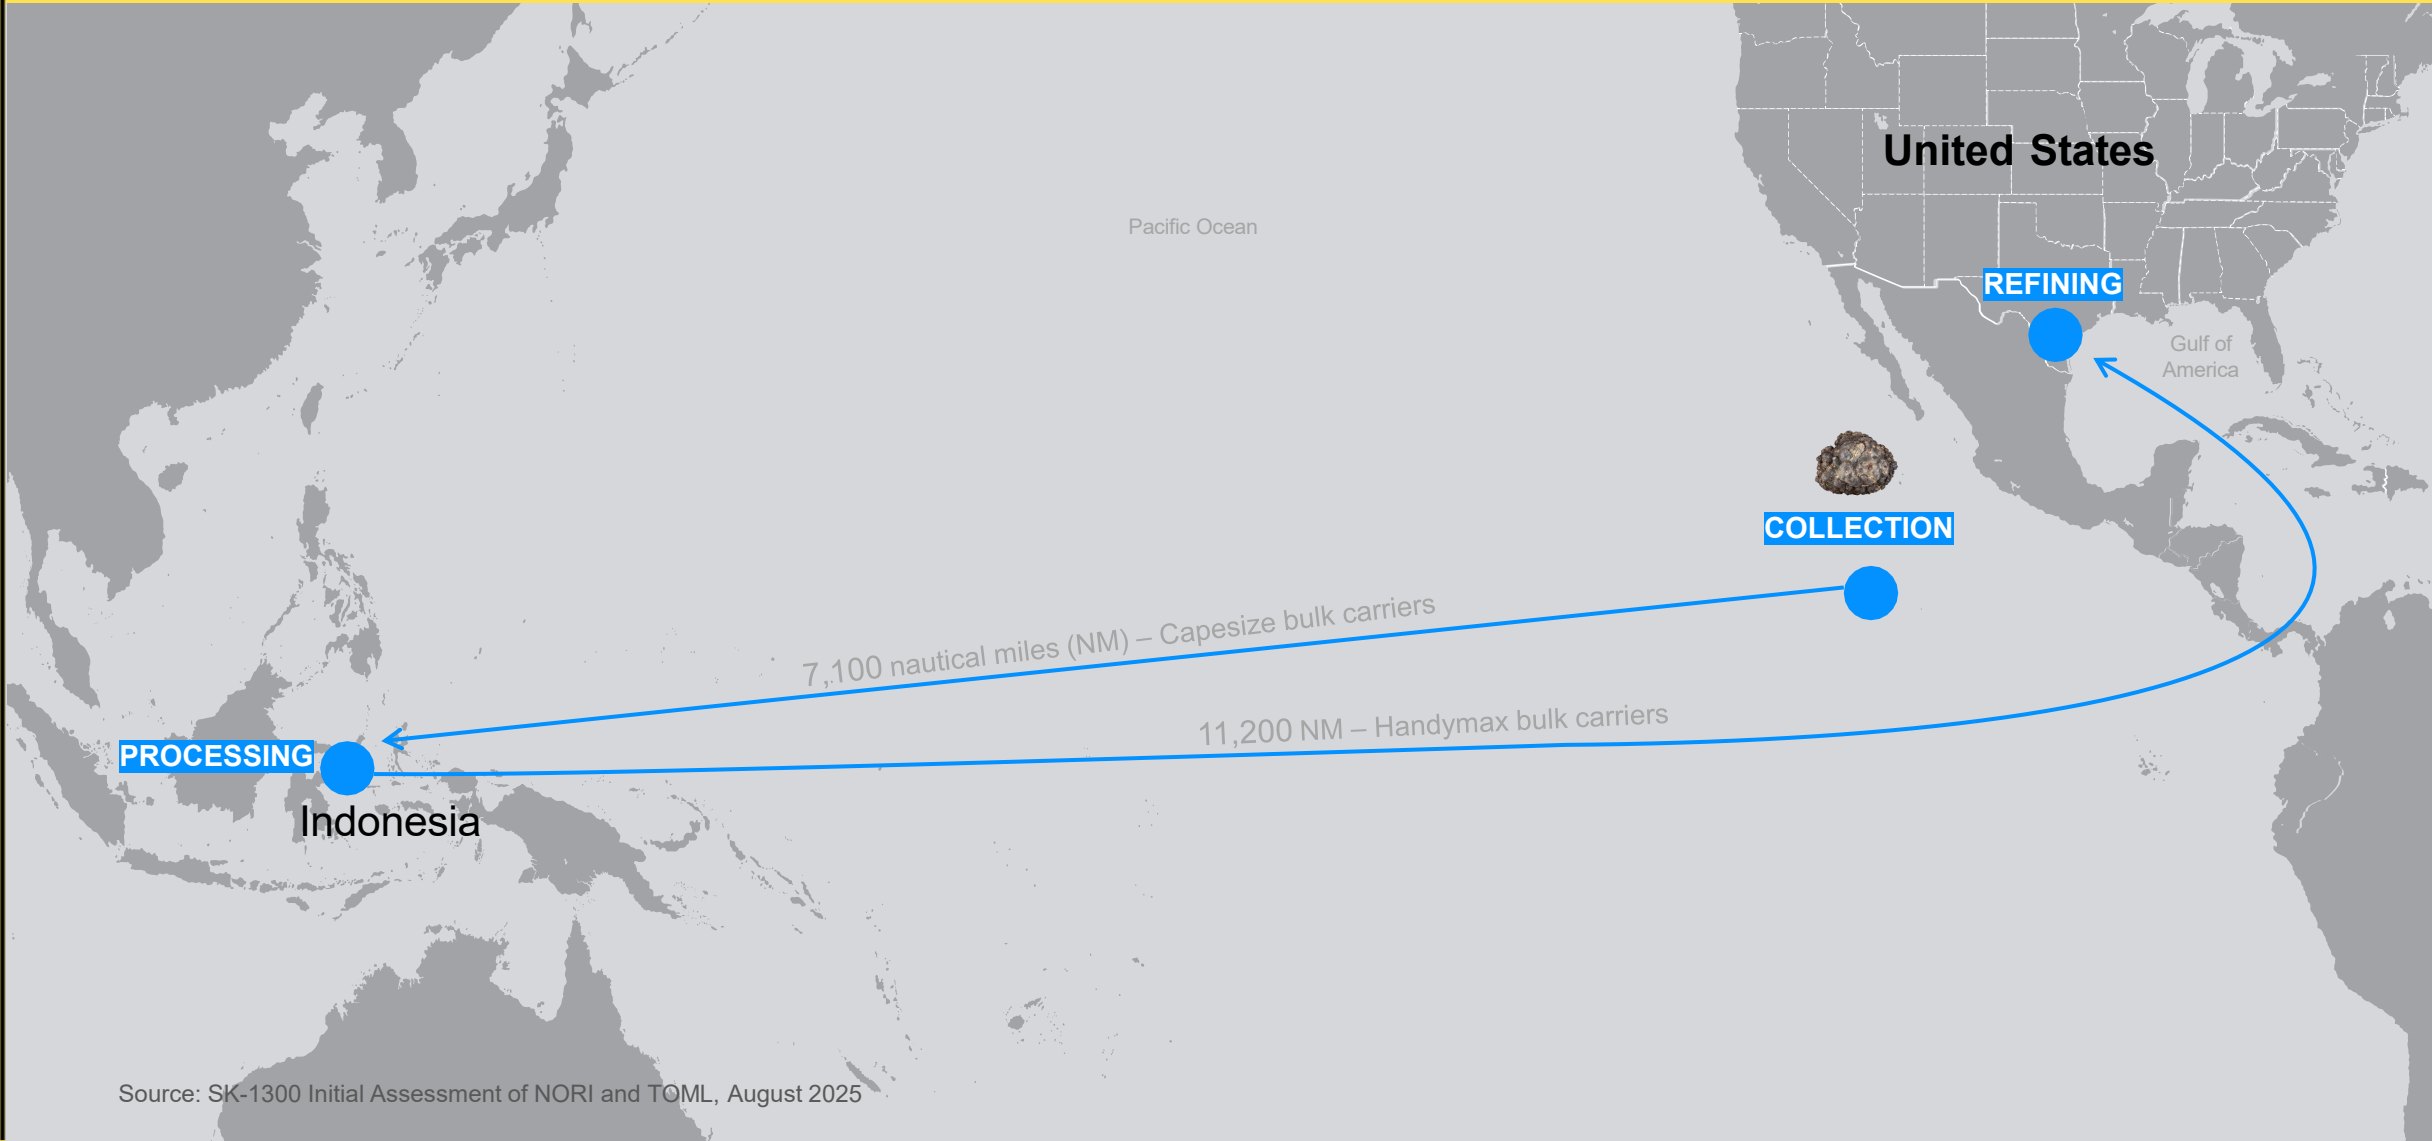 United States
Pacific Ocean
REFINING
Gulf of
America
COLLECTION
7,100 nautical miles (NM) – Capesize bulk carriers
11,200 NM – Handymax bulk carriers
PROCESSING
Indonesia
Source: SK-1300 Initial Assessment of NORI and TOML, August 2025